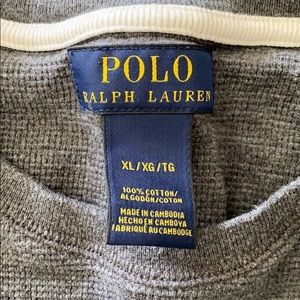 POLO
RALPH LAUREN
XL/XG/TG
100% COTTON/
ALGODÓN/COTON
MADE IN CAMBODIA
HECHO EN CAMBOYA
FABRIQUÉ AU CAMBODGE